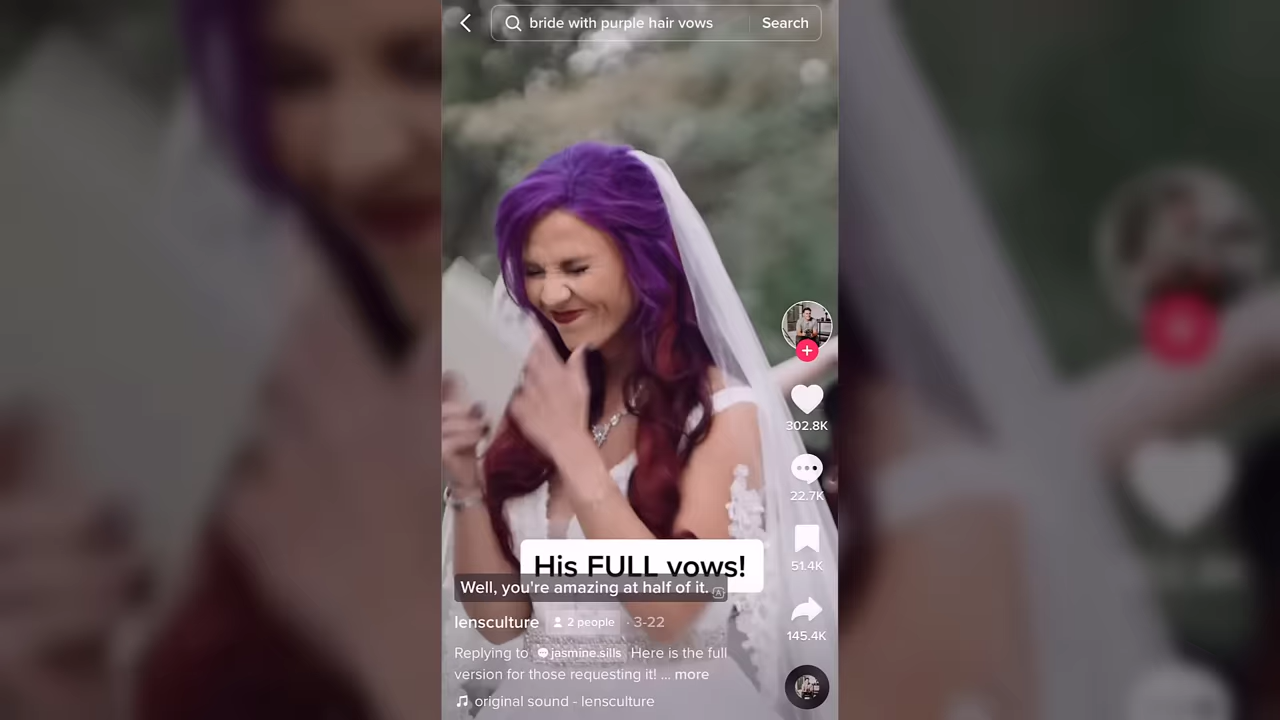 bride with purple hair vows
Search
302.8K
22.7K
51.4K
145.4K
His FULL vows!
Well, you're amazing at half of it.
lensculture 2 people · 3-22
Replying to jasmine.sills Here is the full
version for those requesting it! ... more
original sound - lensculture